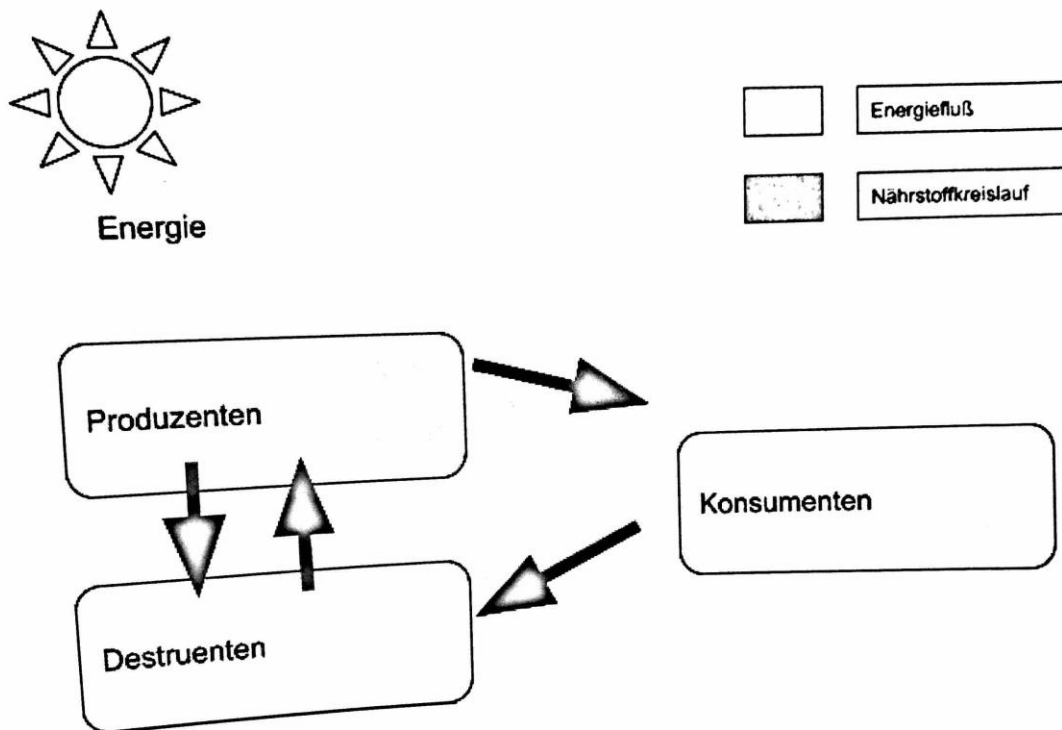 Energiefluß
Nährstoffkreislauf
Energie
Produzenten
Konsumenten
Destruenten